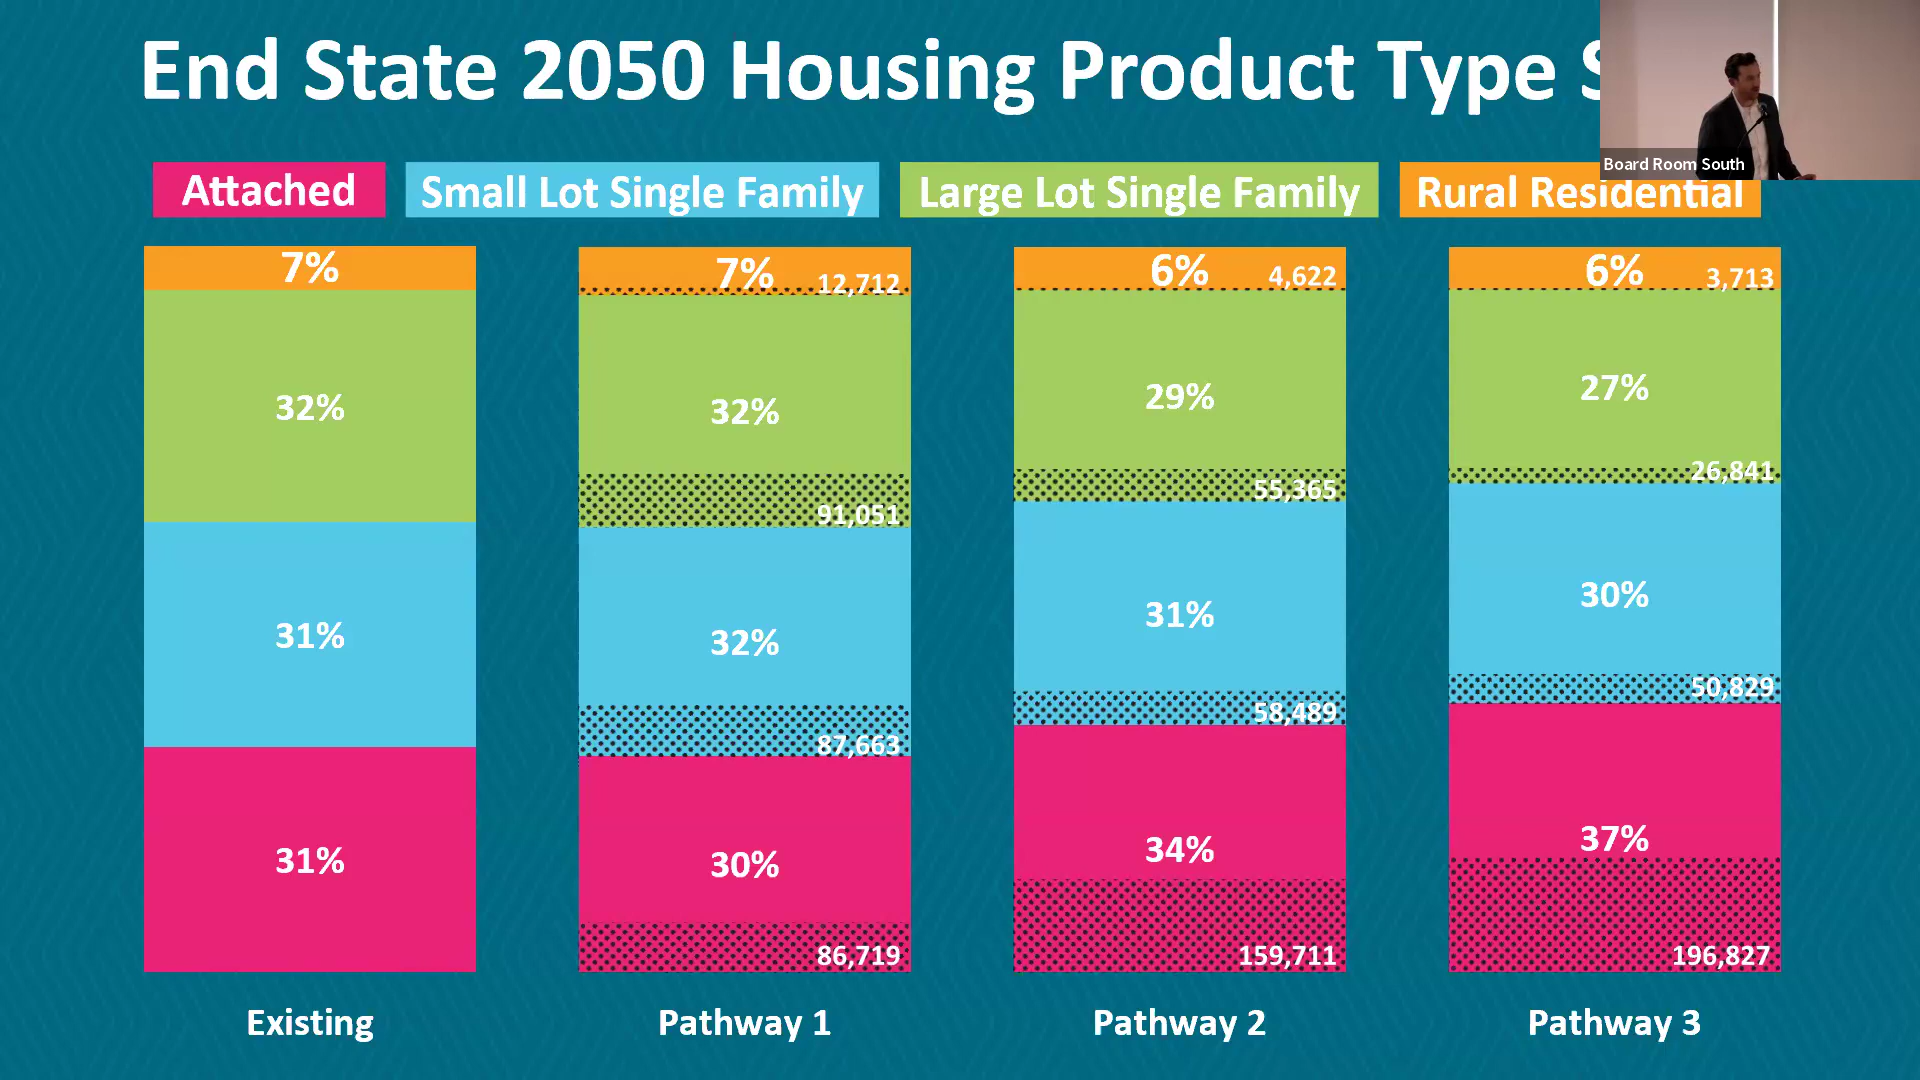 End State 2050 Housing Product Type
Board Room South
Attached
Small Lot Single Family
Large Lot Single Family
Rural Residential
7%
7%
12,712
6%
4,622
6%
3,713
32%
32%
91,051
29%
55,365
27%
26,841
31%
32%
87,663
31%
58,489
30%
50,829
31%
30%
86,719
34%
159,711
37%
196,827
Existing
Pathway 1
Pathway 2
Pathway 3